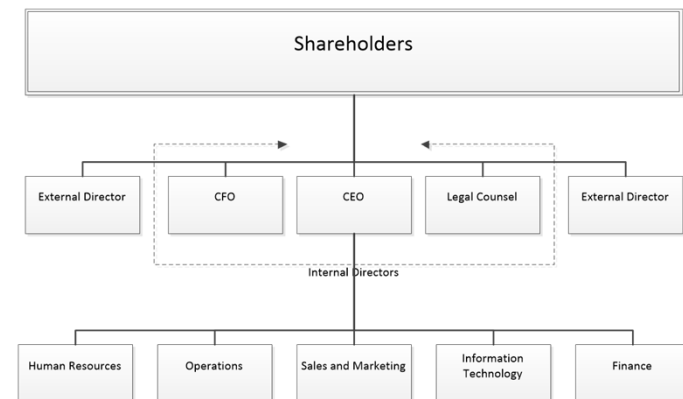 Shareholders
External Director
CFO
CEO
Legal Counsel
External Director
Internal Directors
Human Resources
Operations
Sales and Marketing
Information
Technology
Finance